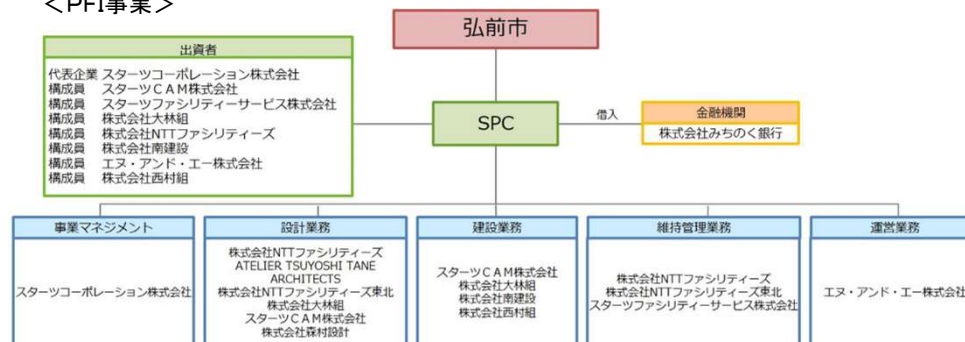 ＜PFI事業＞
弘前市
出資者
代表企業 スターツコーポレーション株式会社
構成員 スターツＣＡＭ株式会社
構成員 スターツファシリティーサービス株式会社
構成員 株式会社大林組
構成員 株式会社NTTファシリティーズ
構成員 株式会社南建設
構成員 エヌ・アンド・エー株式会社
構成員 株式会社西村組
SPC
借入
金融機関
株式会社みちのく銀行
事業マネジメント
スターツコーポレーション株式会社
設計業務
株式会社NTTファシリティーズ
ATELIER TSUYOSHI TANE
ARCHITECTS
株式会社NTTファシリティーズ東北
株式会社大林組
スターツＣＡＭ株式会社
株式会社森村設計
建設業務
スターツＣＡＭ株式会社
株式会社大林組
株式会社南建設
株式会社西村組
維持管理業務
株式会社NTTファシリティーズ
株式会社NTTファシリティーズ東北
スターツファシリティーサービス株式会社
運営業務
エヌ・アンド・エー株式会社